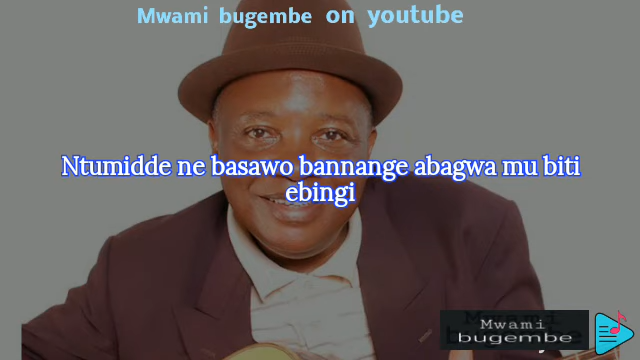 Mwami bugembe on youtube
Ntumidde ne basawo bannange abagwa mu biti
ebingi
Mwami
bugembe